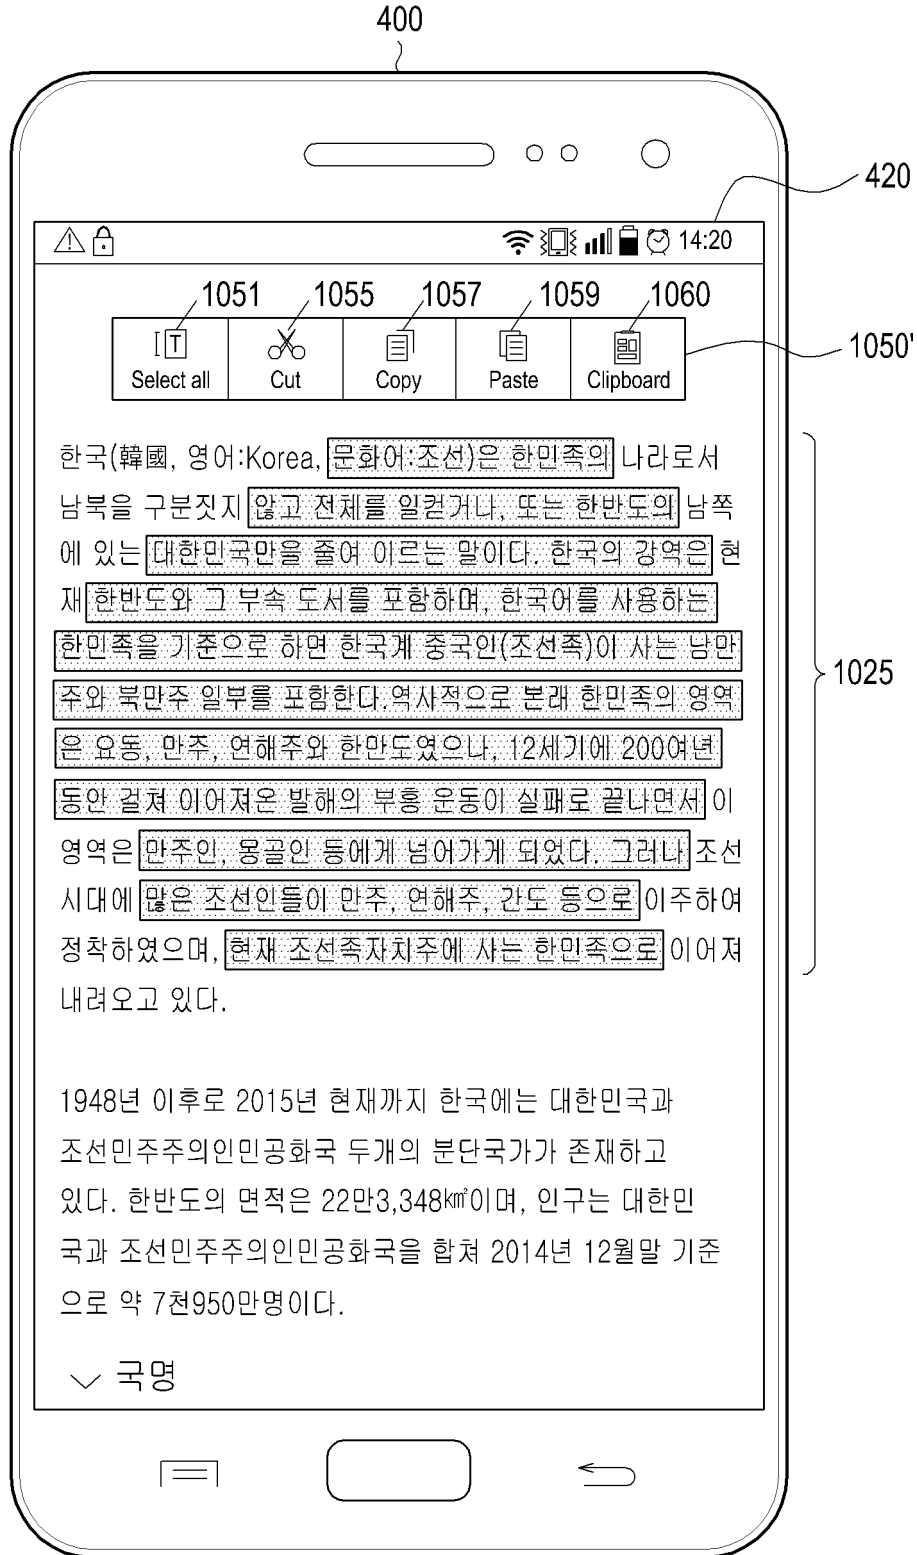 400
420
14:20
1051 1055 1057 1059 1060
1050'
Select all Cut Copy Paste Clipboard
한국(韓國, 영어:Korea, 문화어:조선)은 한민족의 나라로서
남북을 구분짓지 않고 전체를 일컫거나, 또는 한반도의 남쪽
에 있는 대한민국만을 줄여 이르는 말이다. 한국의 강역은 현
재 한반도와 그 부속 도서를 포함하며, 한국어를 사용하는
한민족을 기준으로 하면 한국계 중국인(조선족)이 사는 남만
주와 북만주 일부를 포함한다.역사적으로 본래 한민족의 영역
은 요동, 만주, 연해주와 한만도였으나, 12세기에 200여년
동안 걸쳐 이어져온 발해의 부흥 운동이 실패로 끝나면서 이
영역은 만주인, 몽골인 등에게 넘어가게 되었다. 그러나 조선
시대에 많은 조선인들이 만주, 연해주, 간도 등으로 이주하여
정착하였으며, 현재 조선족자치주에 사는 한민족으로 이어져
내려오고 있다.
1025
1948년 이후로 2015년 현재까지 한국에는 대한민국과
조선민주주의인민공화국 두개의 분단국가가 존재하고
있다. 한반도의 면적은 22만3,348㎢이며, 인구는 대한민
국과 조선민주주의인민공화국을 합쳐 2014년 12월말 기준
으로 약 7천950만명이다.
국명